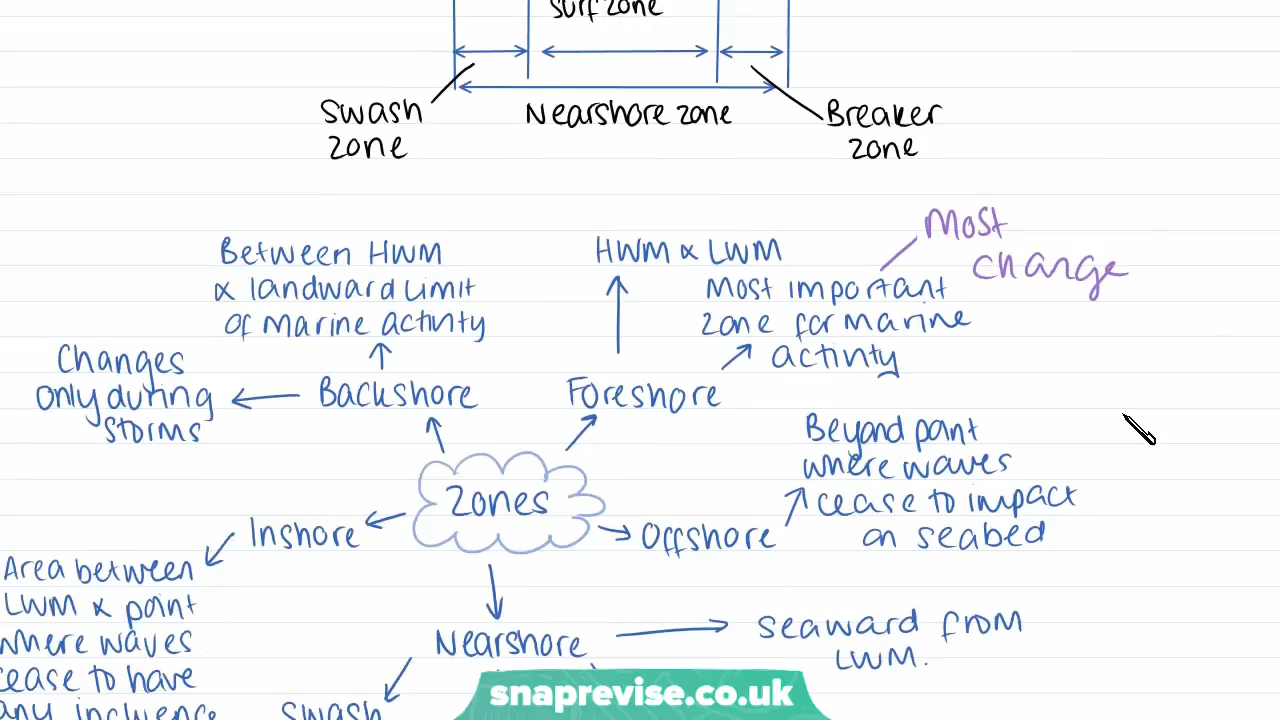 surf zone
Swash
zone
Nearshore zone
Breaker
zone
Most
change
Between HWM
& landward limit
of marine activity
HWM & LWM
Most important
zone for marine
activity
Changes
only during
storms
Backshore
Foreshore
Beyond point
where waves
cease to impact
on seabed
Zones
Inshore
Offshore
Area between
LWM & point
where waves
cease to have
any
Nearshore
seaward from
LWM.
Swash
snaprevise.co.uk